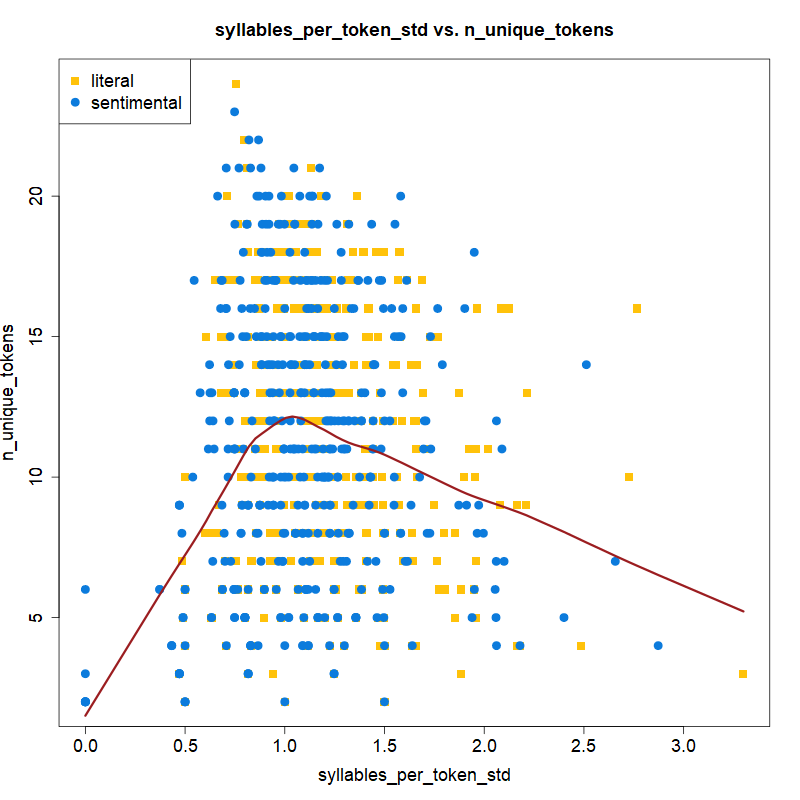 syllables_per_token_std vs. n_unique_tokens
literal
sentimental
n_unique_tokens
20
15
10
5
0.0 0.5 1.0 1.5 2.0 2.5 3.0
syllables_per_token_std